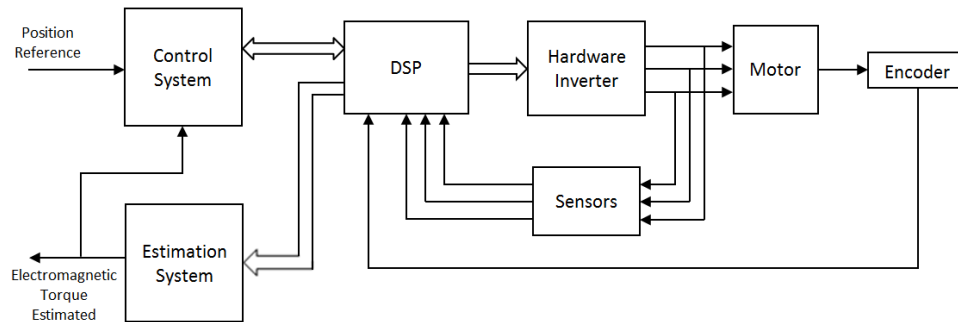 Position
Reference
Control
System
DSP
Hardware
Inverter
Motor
Encoder
Sensors
Estimation
System
Electromagnetic
Torque
Estimated